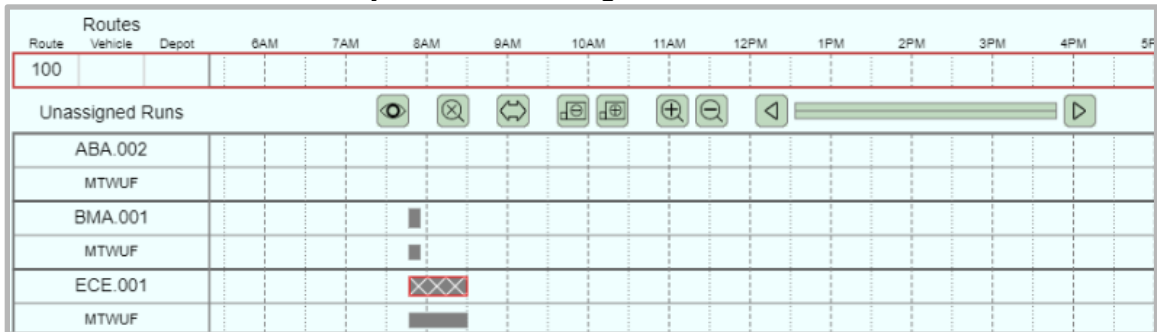 Routes
Route Vehicle Depot 6AM 7AM 8AM 9AM 10AM 11AM 12PM 1PM 2PM 3PM 4PM
100
Unassigned Runs
ABA.002
MTWUF
BMA.001
MTWUF
ECE.001
MTWUF